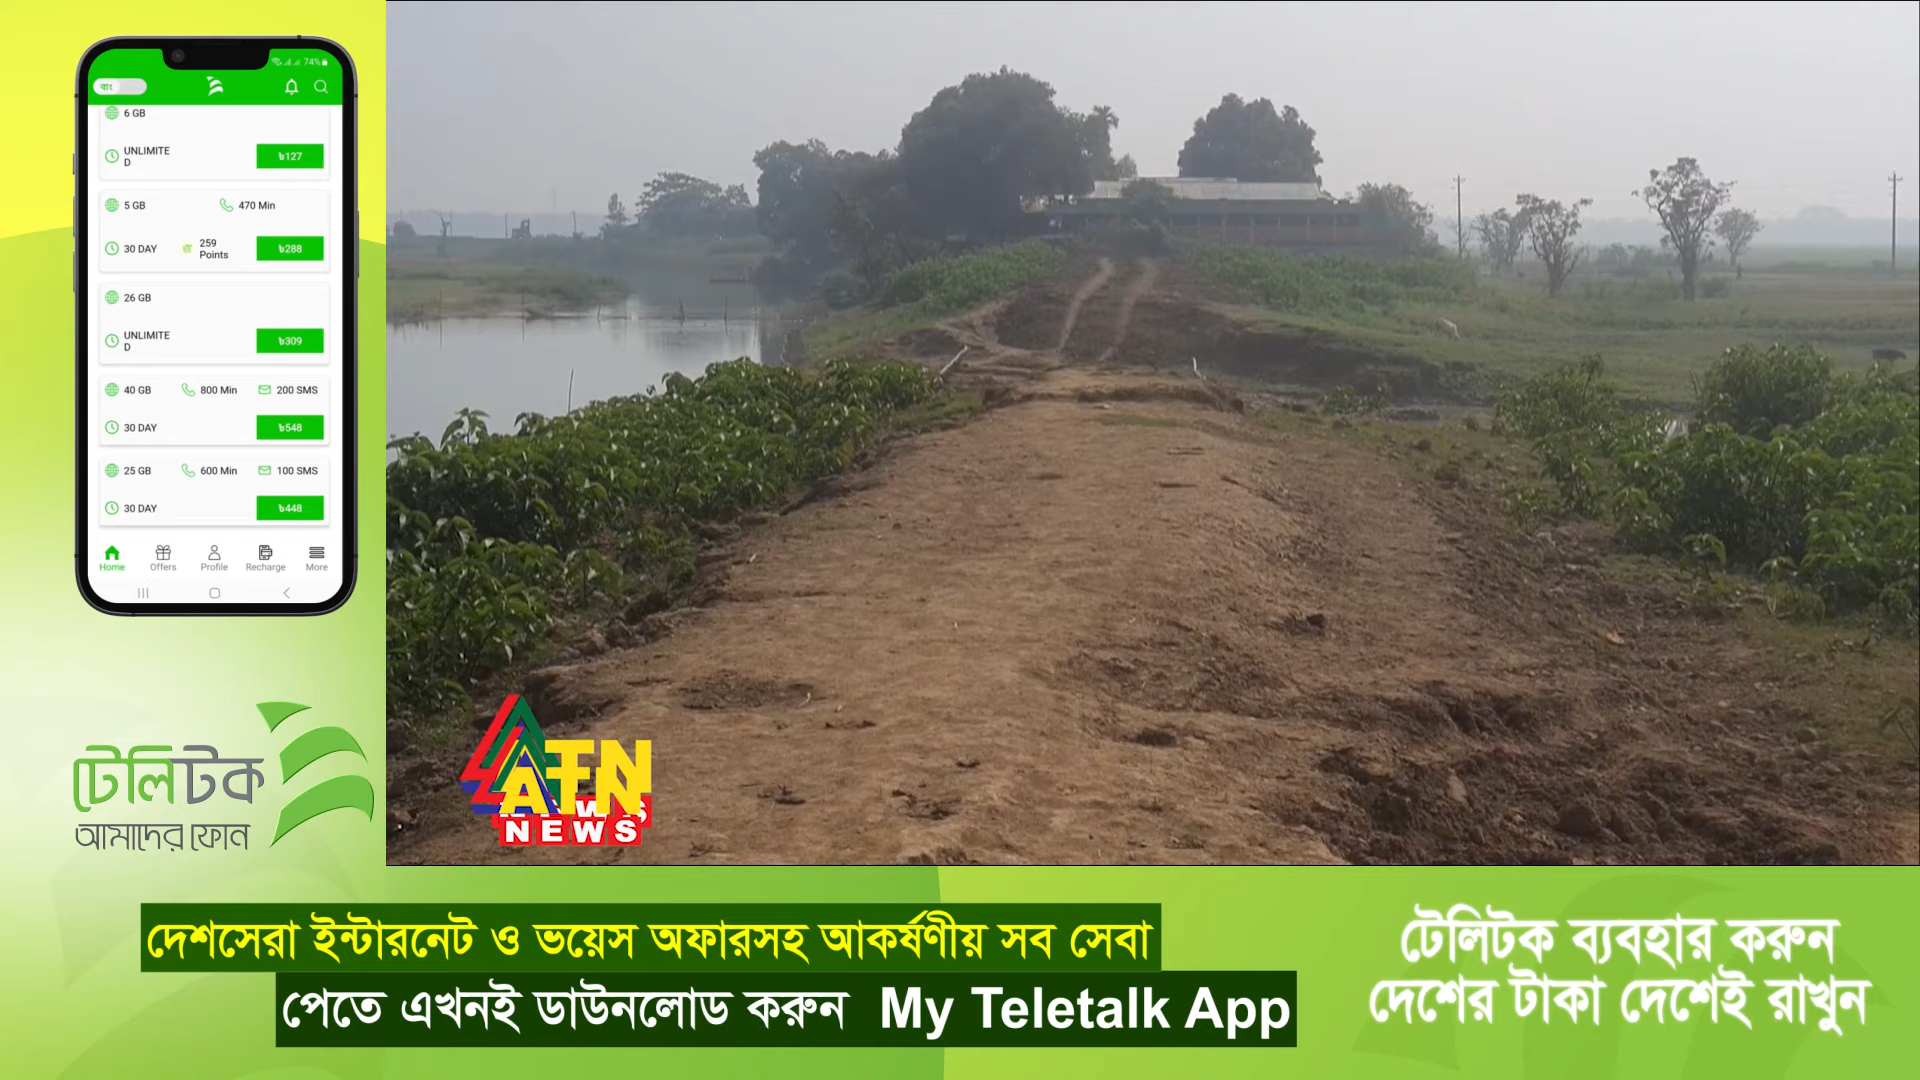 74%
বাং
6 GB
UNLIMITE
D
৳127
5 GB
470 Min
30 DAY
259
Points
৳288
26 GB
UNLIMITE
D
৳309
40 GB
800 Min
200 SMS
30 DAY
৳548
25 GB
600 Min
100 SMS
30 DAY
৳448
Home
Offers
Profile
Recharge
More
টেলিটক
আমাদের ফোন
ATN
NEWS
দেশসেরা ইন্টারনেট ও ভয়েস অফারসহ আকর্ষণীয় সব সেবা
পেতে এখনই ডাউনলোড করুন My Teletalk App
টেলিটক ব্যবহার করুন
দেশের টাকা দেশেই রাখুন